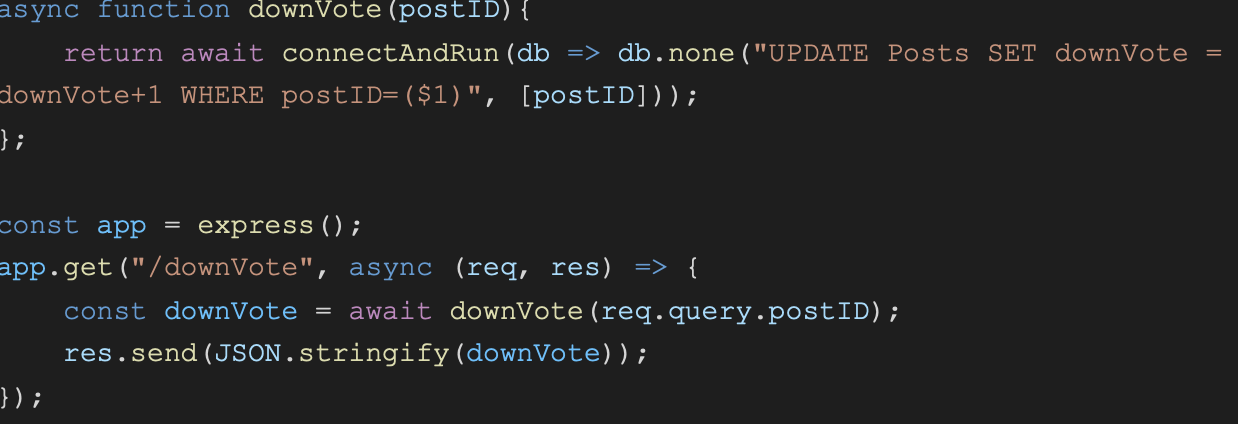 async function downVote(postID){
    return await connectAndRun(db => db.none("UPDATE Posts SET downVote =
downVote+1 WHERE postID=($1)", [postID]));
};

const app = express();
app.get("/downVote", async (req, res) => {
    const downVote = await downVote(req.query.postID);
    res.send(JSON.stringify(downVote));
});